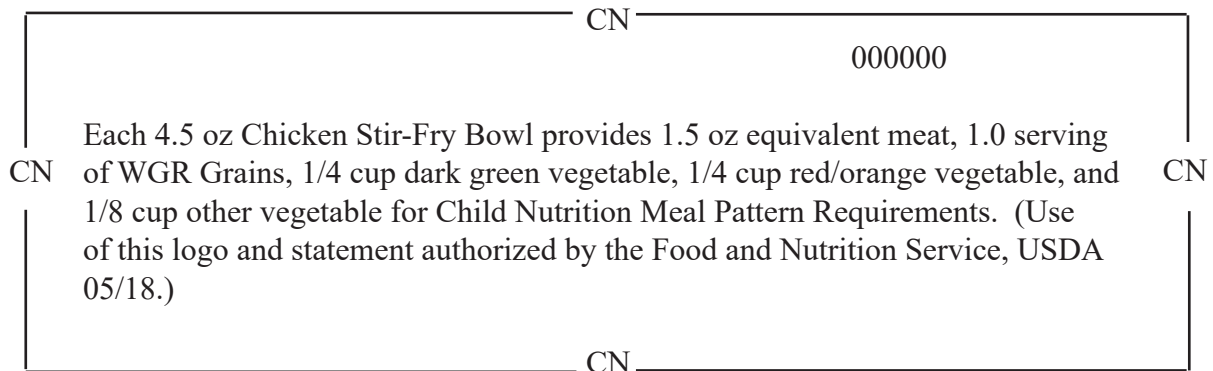 CN
000000
Each 4.5 oz Chicken Stir-Fry Bowl provides 1.5 oz equivalent meat, 1.0 serving
CN of WGR Grains, 1/4 cup dark green vegetable, 1/4 cup red/orange vegetable, and CN
1/8 cup other vegetable for Child Nutrition Meal Pattern Requirements. (Use
of this logo and statement authorized by the Food and Nutrition Service, USDA
05/18.)
CN